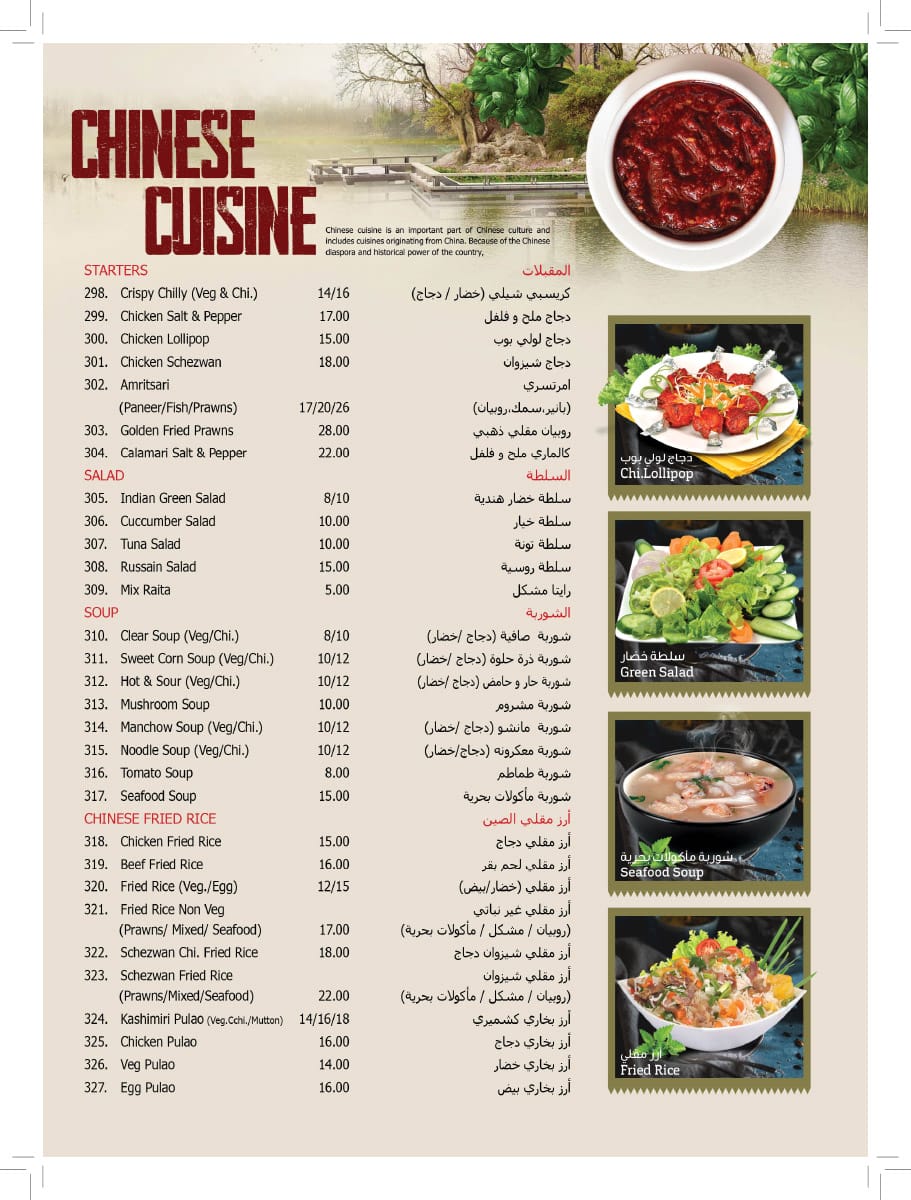 CHINESE
CUISINE
Chinese cuisine is an important part of Chinese culture and
includes cuisines originating from China. Because of the Chinese
diaspora and historical power of the country,
STARTERS المقبلات
298. Crispy Chilly (Veg & Chi.) 14/16 كريسبي شيلي (خضار / دجاج)
299. Chicken Salt & Pepper 17.00 دجاج ملح و فلفل
300. Chicken Lollipop 15.00 دجاج لولي بوب
301. Chicken Schezwan 18.00 دجاج شيزوان
302. Amritsari امرتسري
(Paneer/Fish/Prawns) 17/20/26 (بانير،سمك،روبيان)
303. Golden Fried Prawns 28.00 روبيان مقلي ذهبي
304. Calamari Salt & Pepper 22.00 كالماري ملح و فلفل
SALAD السلطة
305. Indian Green Salad 8/10 سلطة خضار هندية
306. Cuccumber Salad 10.00 سلطة خيار
307. Tuna Salad 10.00 سلطة تونة
308. Russain Salad 15.00 سلطة روسية
309. Mix Raita 5.00 رايتا مشكل
SOUP الشوربة
310. Clear Soup (Veg/Chi.) 8/10 شوربة صافية (دجاج /خضار)
311. Sweet Corn Soup (Veg/Chi.) 10/12 شوربة ذرة حلوة (دجاج /خضار)
312. Hot & Sour (Veg/Chi.) 10/12 شوربة حار و حامض (دجاج /خضار)
313. Mushroom Soup 10.00 شوربة مشروم
314. Manchow Soup (Veg/Chi.) 10/12 شوربة مانشو (دجاج /خضار)
315. Noodle Soup (Veg/Chi.) 10/12 شوربة معكرونه (دجاج/خضار)
316. Tomato Soup 8.00 شوربة طماطم
317. Seafood Soup 15.00 شوربة مأكولات بحرية
CHINESE FRIED RICE أرز مقلي الصين
318. Chicken Fried Rice 15.00 أرز مقلي دجاج
319. Beef Fried Rice 16.00 أرز مقلي لحم بقر
320. Fried Rice (Veg./Egg) 12/15 أرز مقلي (خضار/بيض)
321. Fried Rice Non Veg أرز مقلي غير نباتي
(Prawns/ Mixed/ Seafood) 17.00 (روبيان / مشكل / مأكولات بحرية)
322. Schezwan Chi. Fried Rice 18.00 أرز مقلي شيزوان دجاج
323. Schezwan Fried Rice أرز مقلي شيزوان
(Prawns/Mixed/Seafood) 22.00 (روبيان / مشكل / مأكولات بحرية)
324. Kashimiri Pulao (Veg.Cchi./Mutton) 14/16/18 أرز بخاري كشميري
325. Chicken Pulao 16.00 أرز بخاري دجاج
326. Veg Pulao 14.00 أرز بخاري خضار
327. Egg Pulao 16.00 أرز بخاري بيض
دجاج لولي بوب
Chi.Lollipop
سلطة خضار
Green Salad
شوربة مأكولات بحرية
Seafood Soup
أرز مقلي
Fried Rice